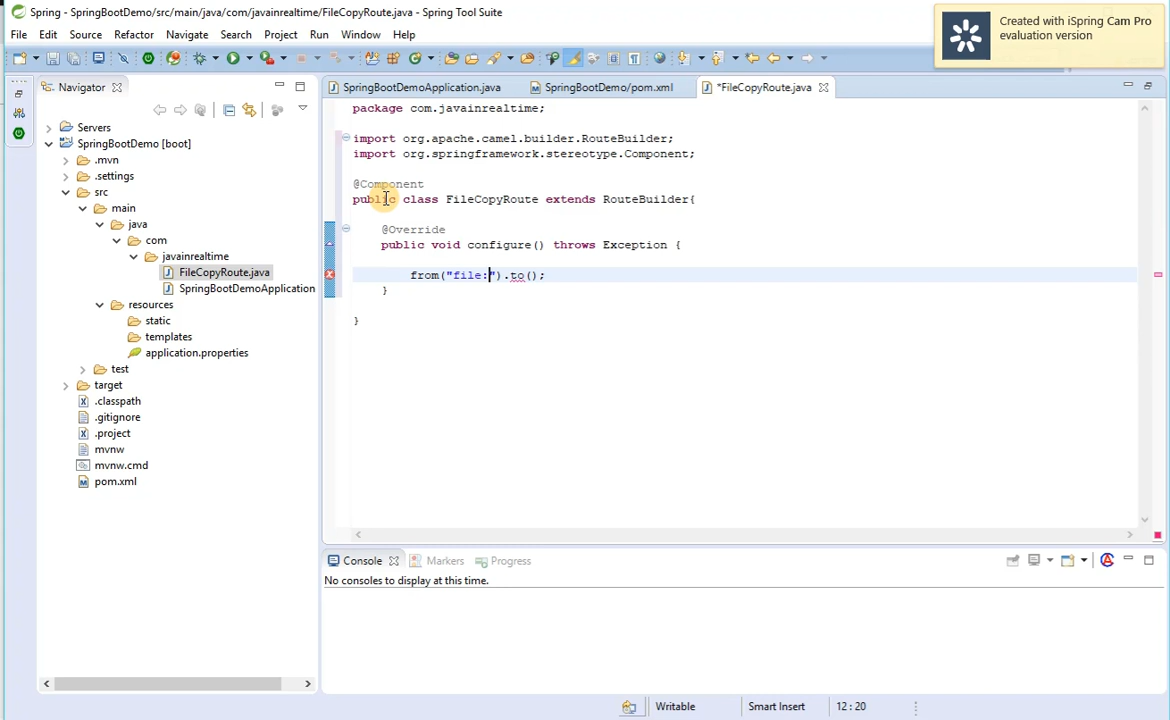 Spring - SpringBootDemo/src/main/java/com/javainrealtime/FileCopyRoute.java - Spring Tool Suite
Created with iSpring Cam Pro
evaluation version
File Edit Source Refactor Navigate Search Project Run Window Help
Navigator
SpringBootDemoApplication.java
SpringBootDemo/pom.xml
*FileCopyRoute.java
Servers
SpringBootDemo [boot]
.mvn
.settings
src
main
java
com
javainrealtime
FileCopyRoute.java
SpringBootDemoApplication
resources
static
templates
application.properties
test
target
.classpath
.gitignore
.project
mvnw
mvnw.cmd
pom.xml
package com.javainrealtime;
import org.apache.camel.builder.RouteBuilder;
import org.springframework.stereotype.Component;
@Component
public class FileCopyRoute extends RouteBuilder{
@Override
public void configure() throws Exception {
from("file:").to();
}
}
Console
Markers
Progress
No consoles to display at this time.
Writable
Smart Insert
12 : 20